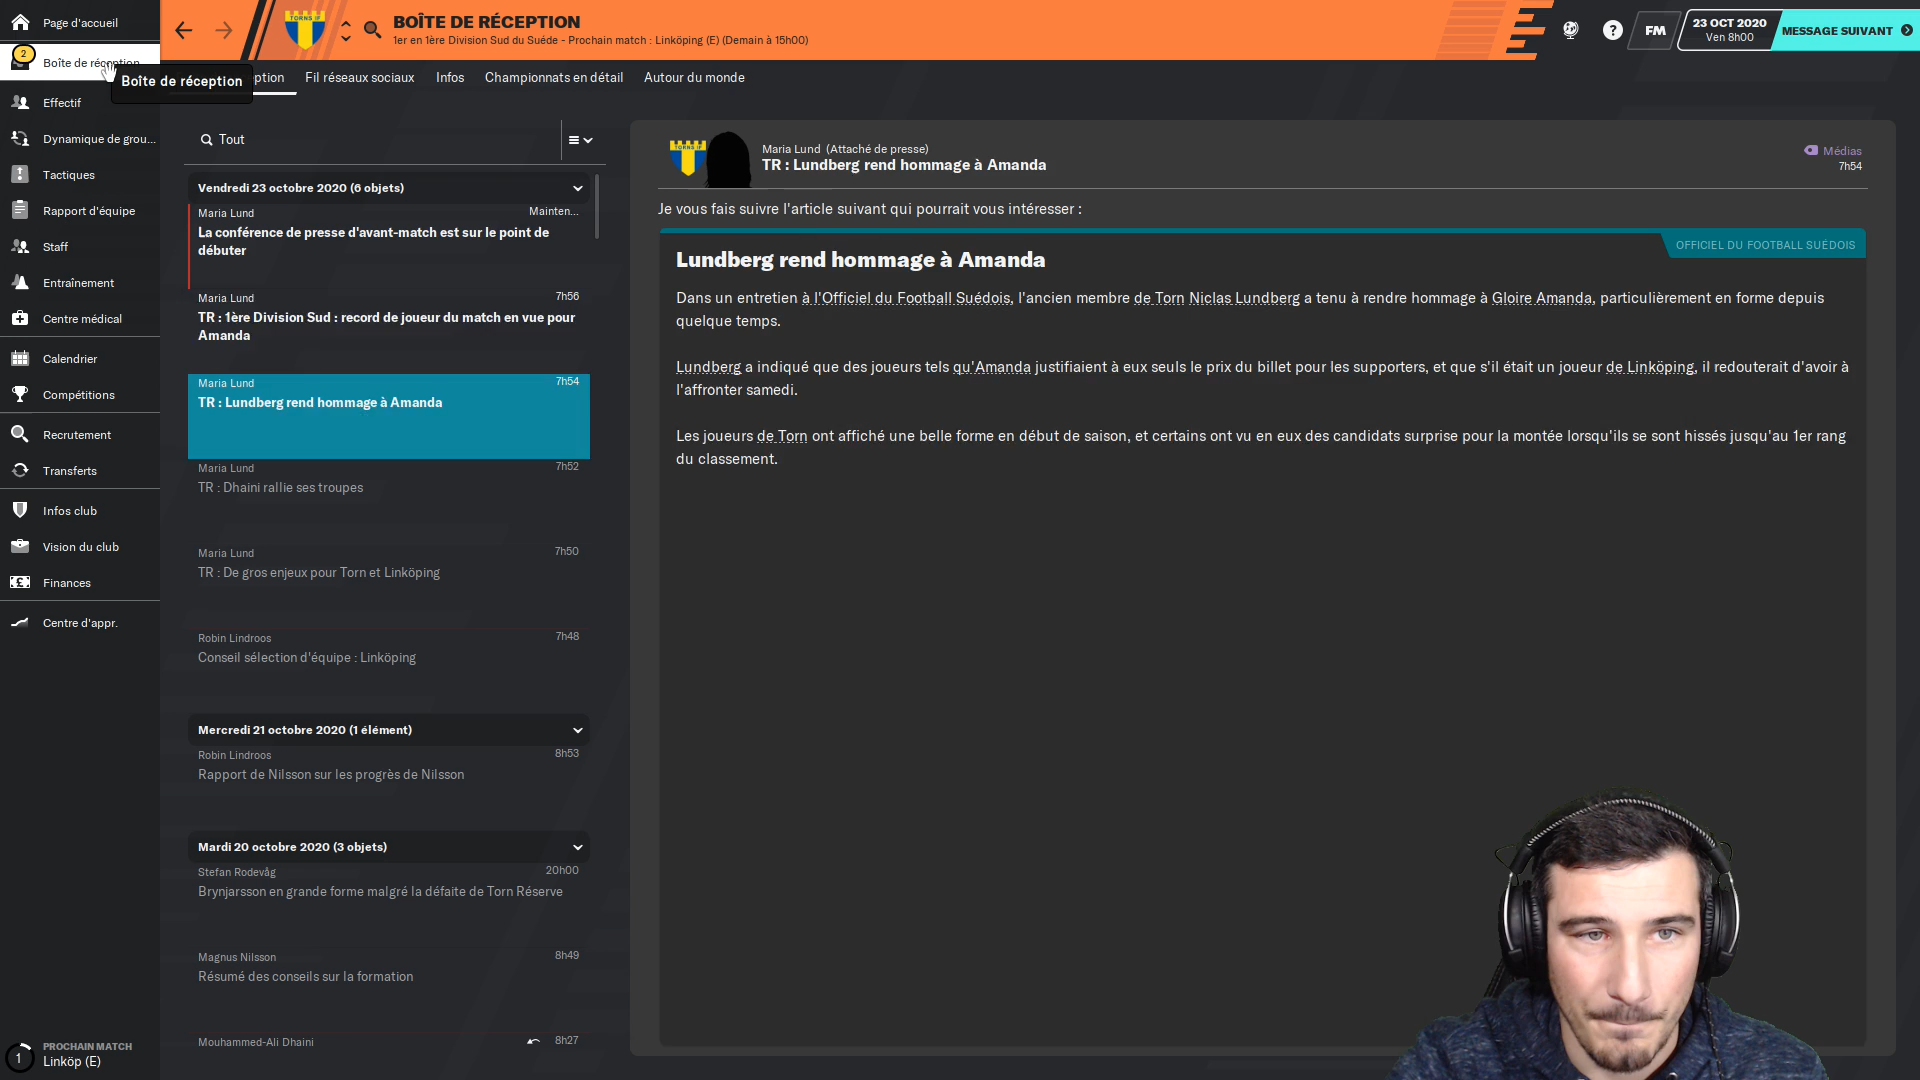 Page d'accueil
2
Boîte de réception
Boîte de réception
Effectif
Dynamique de grou...
Tactiques
Rapport d'équipe
Staff
Entraînement
Centre médical
Calendrier
Compétitions
Recrutement
Transferts
Infos club
Vision du club
Finances
Centre d'appr.
1
PROCHAIN MATCH
Linköp (E)
TORNS IF
BOÎTE DE RÉCEPTION
1er en 1ère Division Sud du Suède - Prochain match : Linköping (E) (Demain à 15h00)
?
FM
23 OCT 2020
Ven 8h00
MESSAGE SUIVANT
ption
Fil réseaux sociaux
Infos
Championnats en détail
Autour du monde
Tout
Vendredi 23 octobre 2020 (6 objets)
Maria Lund
Mainten...
La conférence de presse d'avant-match est sur le point de
débuter
Maria Lund
7h56
TR : 1ère Division Sud : record de joueur du match en vue pour
Amanda
Maria Lund
7h54
TR : Lundberg rend hommage à Amanda
Maria Lund
7h52
TR : Dhaini rallie ses troupes
Maria Lund
7h50
TR : De gros enjeux pour Torn et Linköping
Robin Lindroos
7h48
Conseil sélection d'équipe : Linköping
Mercredi 21 octobre 2020 (1 élément)
Robin Lindroos
8h53
Rapport de Nilsson sur les progrès de Nilsson
Mardi 20 octobre 2020 (3 objets)
Stefan Rodevåg
20h00
Brynjarsson en grande forme malgré la défaite de Torn Réserve
Magnus Nilsson
8h49
Résumé des conseils sur la formation
Mouhammed-Ali Dhaini
8h27
TORNS IF
Maria Lund (Attaché de presse)
TR : Lundberg rend hommage à Amanda
Médias
7h54
Je vous fais suivre l'article suivant qui pourrait vous intéresser :
OFFICIEL DU FOOTBALL SUÉDOIS
Lundberg rend hommage à Amanda
Dans un entretien à l'Officiel du Football Suédois, l'ancien membre de Torn Niclas Lundberg a tenu à rendre hommage à Gloire Amanda, particulièrement en forme depuis
quelque temps.
Lundberg a indiqué que des joueurs tels qu'Amanda justifiaient à eux seuls le prix du billet pour les supporters, et que s'il était un joueur de Linköping, il redouterait d'avoir à
l'affronter samedi.
Les joueurs de Torn ont affiché une belle forme en début de saison, et certains ont vu en eux des candidats surprise pour la montée lorsqu'ils se sont hissés jusqu'au 1er rang
du classement.